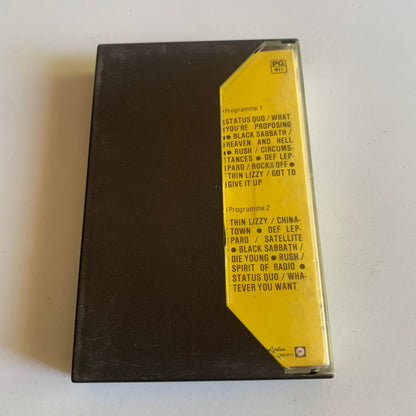 PG
411
Programme 1
STATUS QUO / WHAT
YOU'RE PROPOSING
● BLACK SABBATH /
HEAVEN AND HELL
● RUSH / CIRCUMS-
TANCES ● DEF LEP-
PARD / ROCKS OFF ●
THIN LIZZY / GOT TO
GIVE IT UP
Programme 2
THIN LIZZY / CHINA-
TOWN ● DEF LEP-
PARD / SATELLITE
● BLACK SABBATH /
DIE YOUNG ● RUSH /
SPIRIT OF RADIO ●
STATUS QUO / WHA-
TEVER YOU WANT